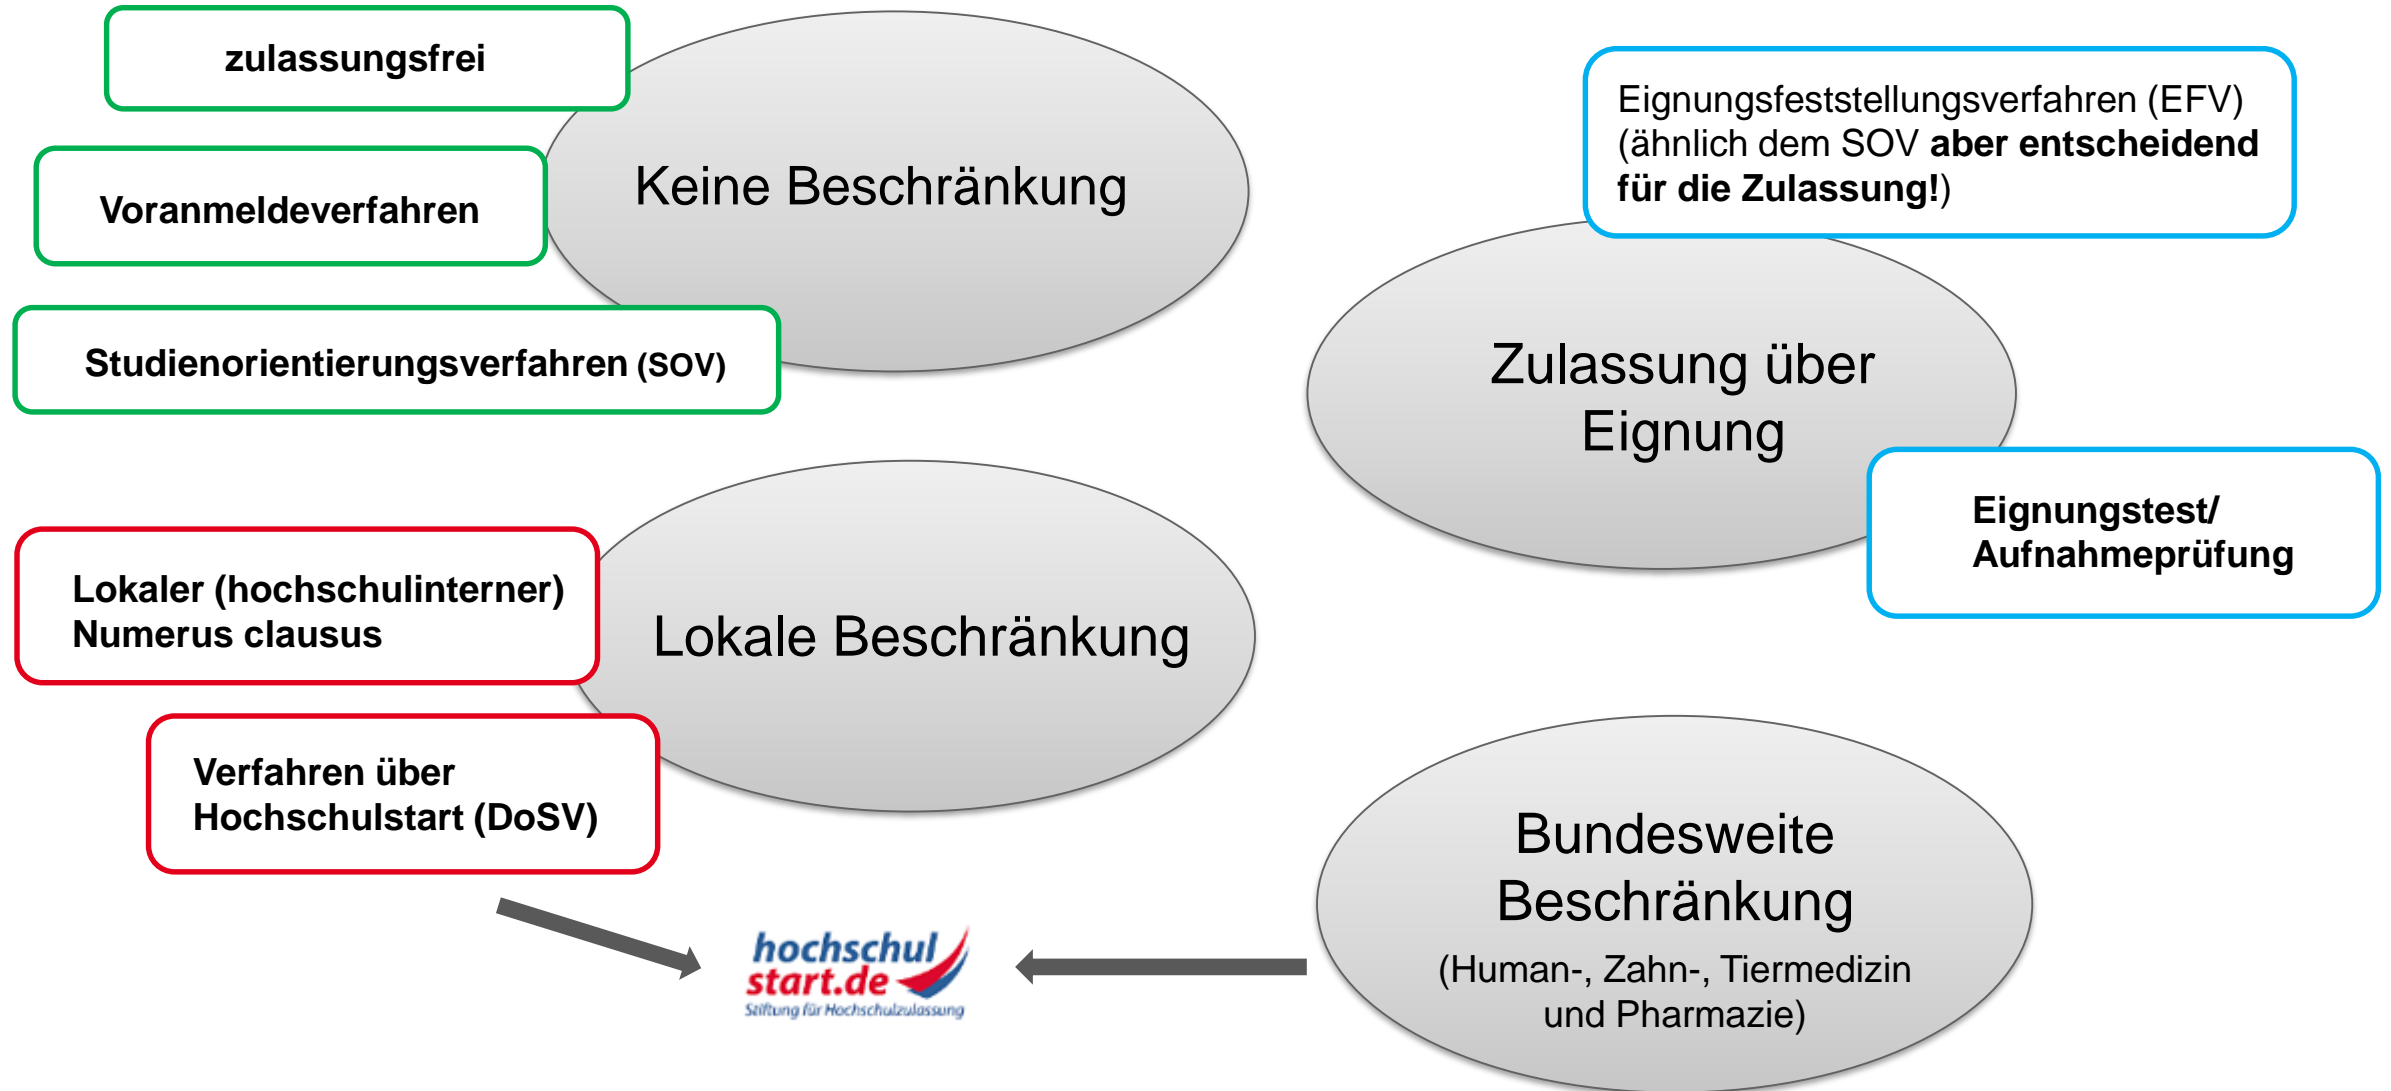 zulassungsfrei
Voranmeldeverfahren
Studienorientierungsverfahren (SOV)
Keine Beschränkung
Eignungsfeststellungsverfahren (EFV)
(ähnlich dem SOV aber entscheidend
für die Zulassung!)
Zulassung über
Eignung
Eignungstest/
Aufnahmeprüfung
Lokaler (hochschulinterner)
Numerus clausus
Lokale Beschränkung
Verfahren über
Hochschulstart (DoSV)
hochschul
start.de
Stiftung für Hochschulzulassung
Bundesweite
Beschränkung
(Human-, Zahn-, Tiermedizin
und Pharmazie)